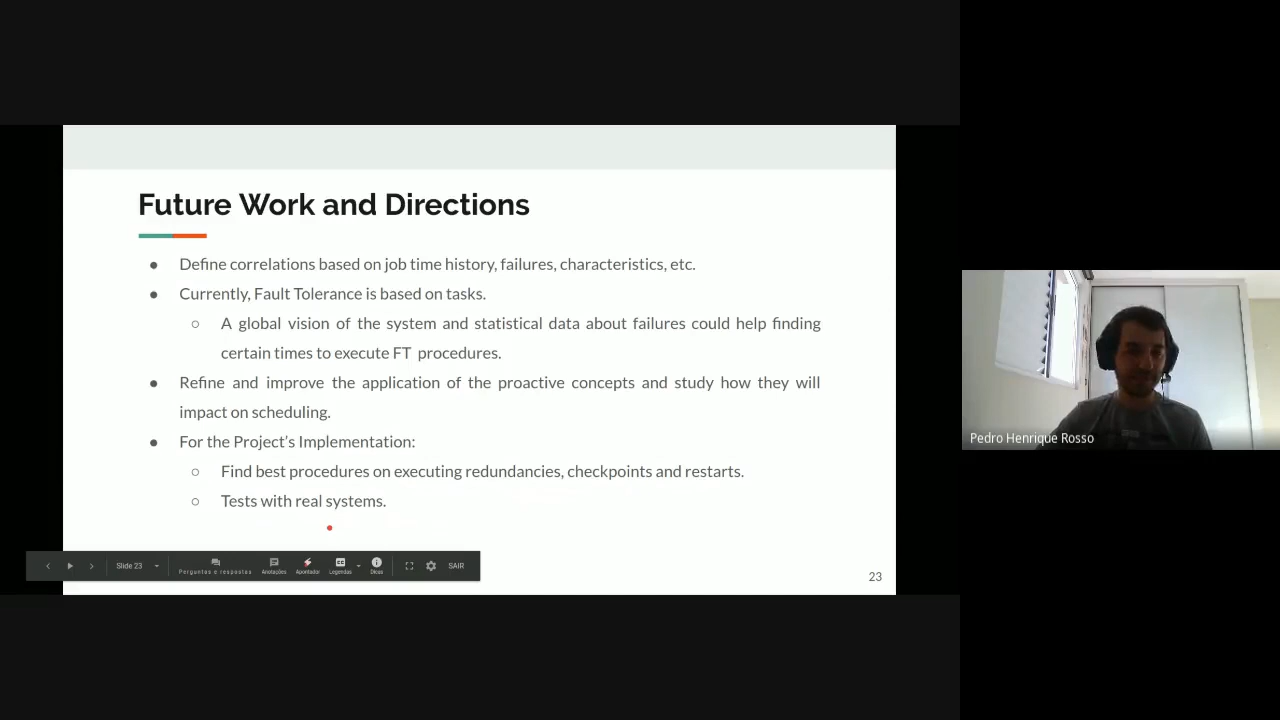 Future Work and Directions
● Define correlations based on job time history, failures, characteristics, etc.
● Currently, Fault Tolerance is based on tasks.
○ A global vision of the system and statistical data about failures could help finding
certain times to execute FT procedures.
● Refine and improve the application of the proactive concepts and study how they will
impact on scheduling.
● For the Project's Implementation:
○ Find best procedures on executing redundancies, checkpoints and restarts.
○ Tests with real systems.
Slide 23
Perguntas e respostas
Anotações
Apontador
Legendas
Dicas
SAIR
23
Pedro Henrique Rosso